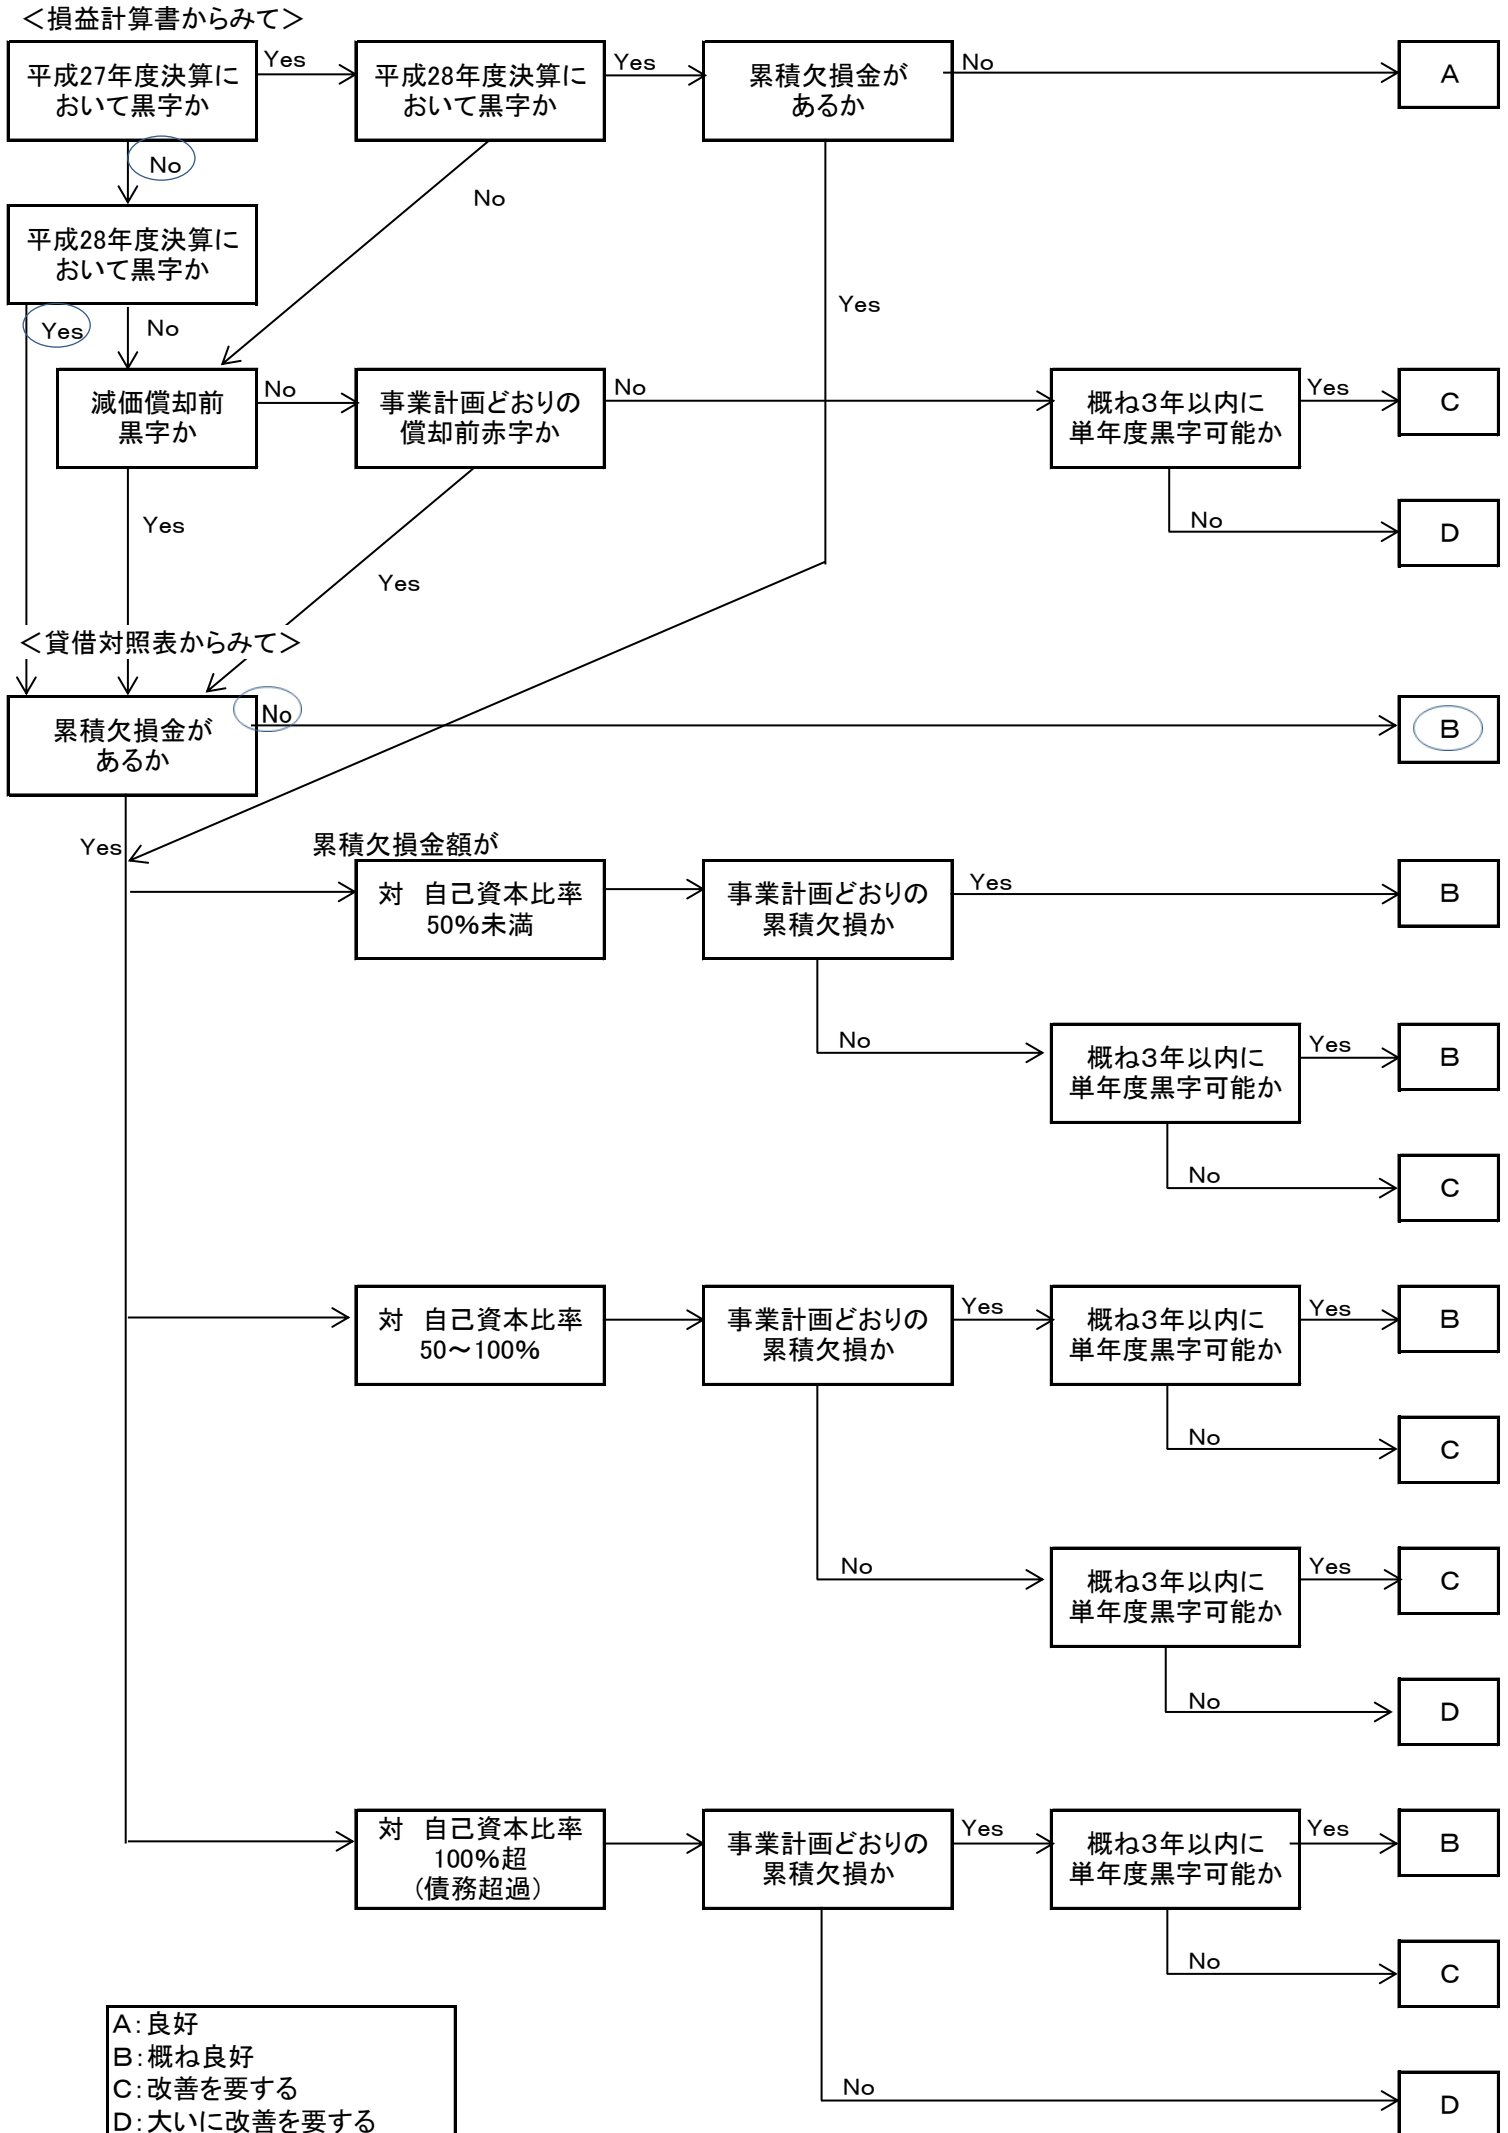 ＜損益計算書からみて＞
平成27年度決算に
おいて黒字か
Yes
平成28年度決算に
おいて黒字か
Yes
累積欠損金が
あるか
No
A
No
No
平成28年度決算に
おいて黒字か
Yes
No
Yes
減価償却前
黒字か
No
事業計画どおりの
償却前赤字か
No
概ね３年以内に
単年度黒字可能か
Yes
C
Yes
Yes
No
D
＜貸借対照表からみて＞
累積欠損金が
あるか
No
B
Yes
累積欠損金額が
対　自己資本比率
50%未満
事業計画どおりの
累積欠損か
Yes
B
No
概ね３年以内に
単年度黒字可能か
Yes
B
No
C
対　自己資本比率
50～100%
事業計画どおりの
累積欠損か
Yes
概ね３年以内に
単年度黒字可能か
Yes
B
No
C
No
概ね３年以内に
単年度黒字可能か
Yes
C
No
D
対　自己資本比率
100%超
（債務超過）
事業計画どおりの
累積欠損か
Yes
概ね３年以内に
単年度黒字可能か
Yes
B
No
C
No
D
A：良好
B：概ね良好
C：改善を要する
D：大いに改善を要する